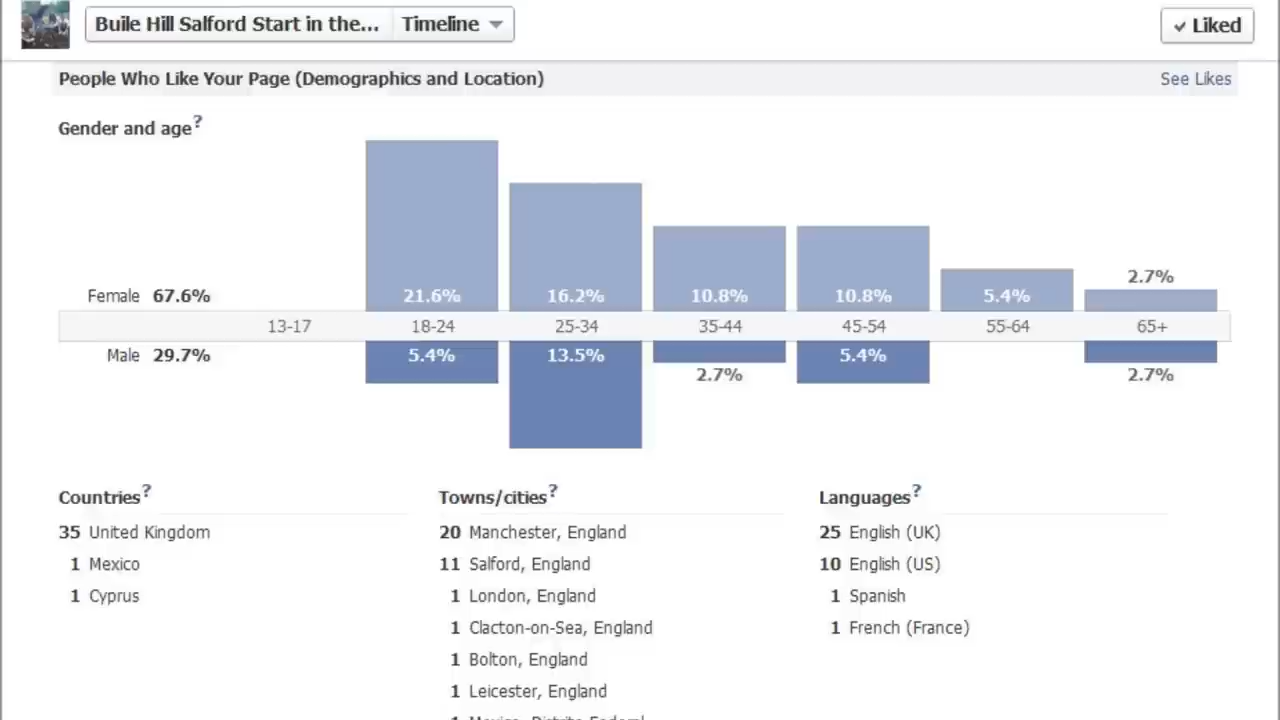 Buile Hill Salford Start in the... Timeline
Liked
People Who Like Your Page (Demographics and Location)
See Likes
Gender and age?
Female 67.6% 21.6% 16.2% 10.8% 10.8% 5.4% 2.7%
13-17 18-24 25-34 35-44 45-54 55-64 65+
Male 29.7% 5.4% 13.5% 2.7% 5.4% 2.7%
Countries?
35 United Kingdom
1 Mexico
1 Cyprus
Towns/cities?
20 Manchester, England
11 Salford, England
1 London, England
1 Clacton-on-Sea, England
1 Bolton, England
1 Leicester, England
1 Mexico, Distrito Federal
Languages?
25 English (UK)
10 English (US)
1 Spanish
1 French (France)